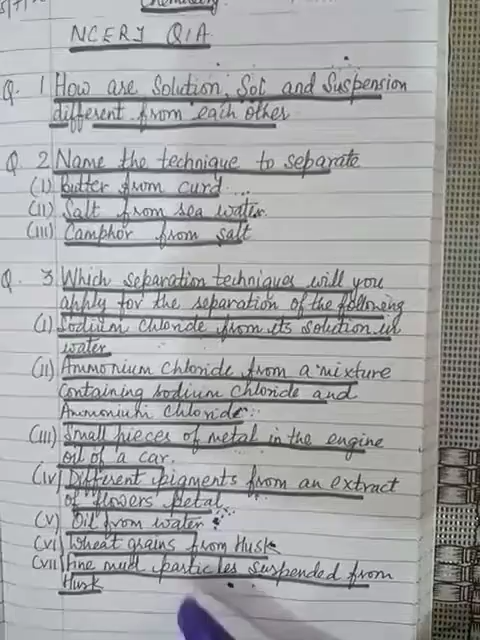 Chemistry
NCERT Q/A
Q. 1 How are Solution, Sol and Suspension
different from each other
Q. 2 Name the technique to separate
(i) butter from curd...
(ii) Salt from sea water.
(iii) Camphor from salt
Q. 3 Which separation techniques will you
apply for the separation of the following
(i) Sodium chloride from its solution in
water
(ii) Ammonium Chloride from a mixture
containing sodium chloride and
Ammonium chloride
(iii) Small pieces of metal in the engine
oil of a car.
(iv) Different pigments from an extract
of flowers petal
(v) Oil from water
(vi) Wheat grains from Husk
(vii) Fine mud particles suspended from
Husk